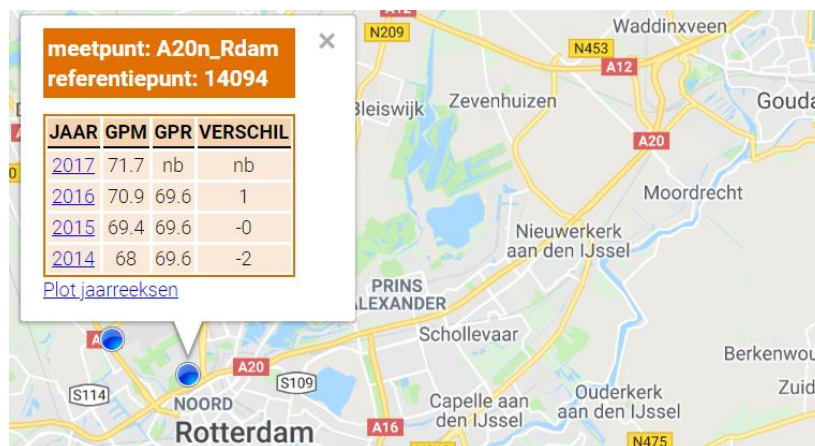 meetpunt: A20n_Rdam
referentiepunt: 14094
JAAR GPM GPR VERSCHIL
2017 71.7 nb nb
2016 70.9 69.6 1
2015 69.4 69.6 -0
2014 68 69.6 -2
Plot jaarreeksen
N209
Waddinxveen
N453
A12
Bleiswijk
Zevenhuizen
Gouda
A20
Moordrecht
Nieuwerkerk
aan den IJssel
PRINS
ALEXANDER
Schollevaar
A20
S109
Berkenwou
S114
NOORD
Rotterdam
A16
Capelle aan
den IJssel
Ouderkerk
aan den IJssel
Zuid
N475